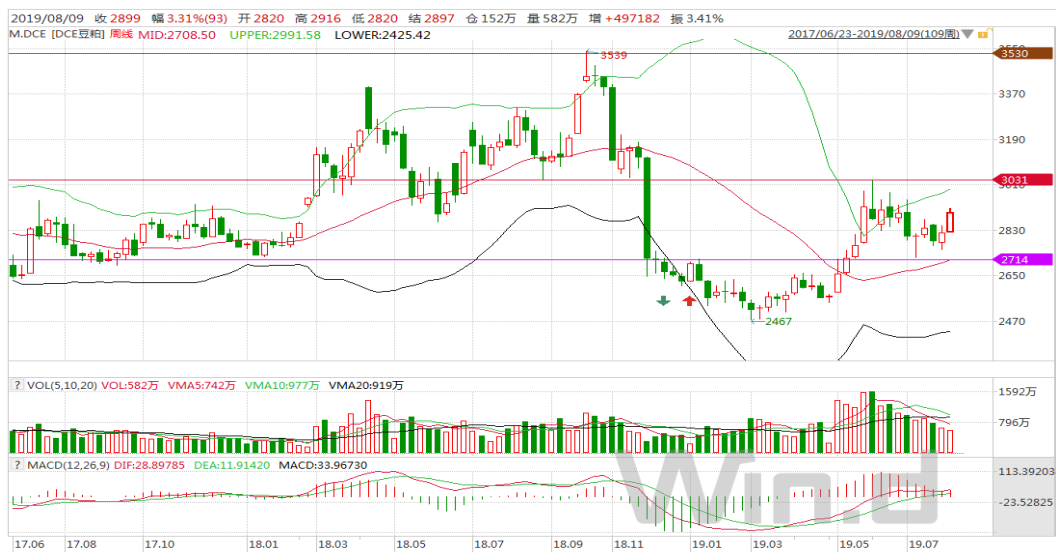 2019/08/09 收 2899 幅 3.31%(93) 开 2820 高 2916 低 2820 结 2897 仓 152万 量 582万 增 +497182 振 3.41%
M.DCE [DCE豆粕] 周线 MID:2708.50 UPPER:2991.58 LOWER:2425.42 2017/06/23-2019/08/09(109周)
3550
3530
3539
3370
3190
3031
3010
2830
2714
2650
2470
2467
? VOL(5,10,20) VOL:582万 VMA5:742万 VMA10:977万 VMA20:919万
1592万
796万
? MACD(12,26,9) DIF:28.89785 DEA:11.91420 MACD:33.96730
111.39203
-23.52825
Win.d
17.06 17.08 17.10 18.01 18.03 18.05 18.07 18.09 18.11 19.01 19.03 19.05 19.07